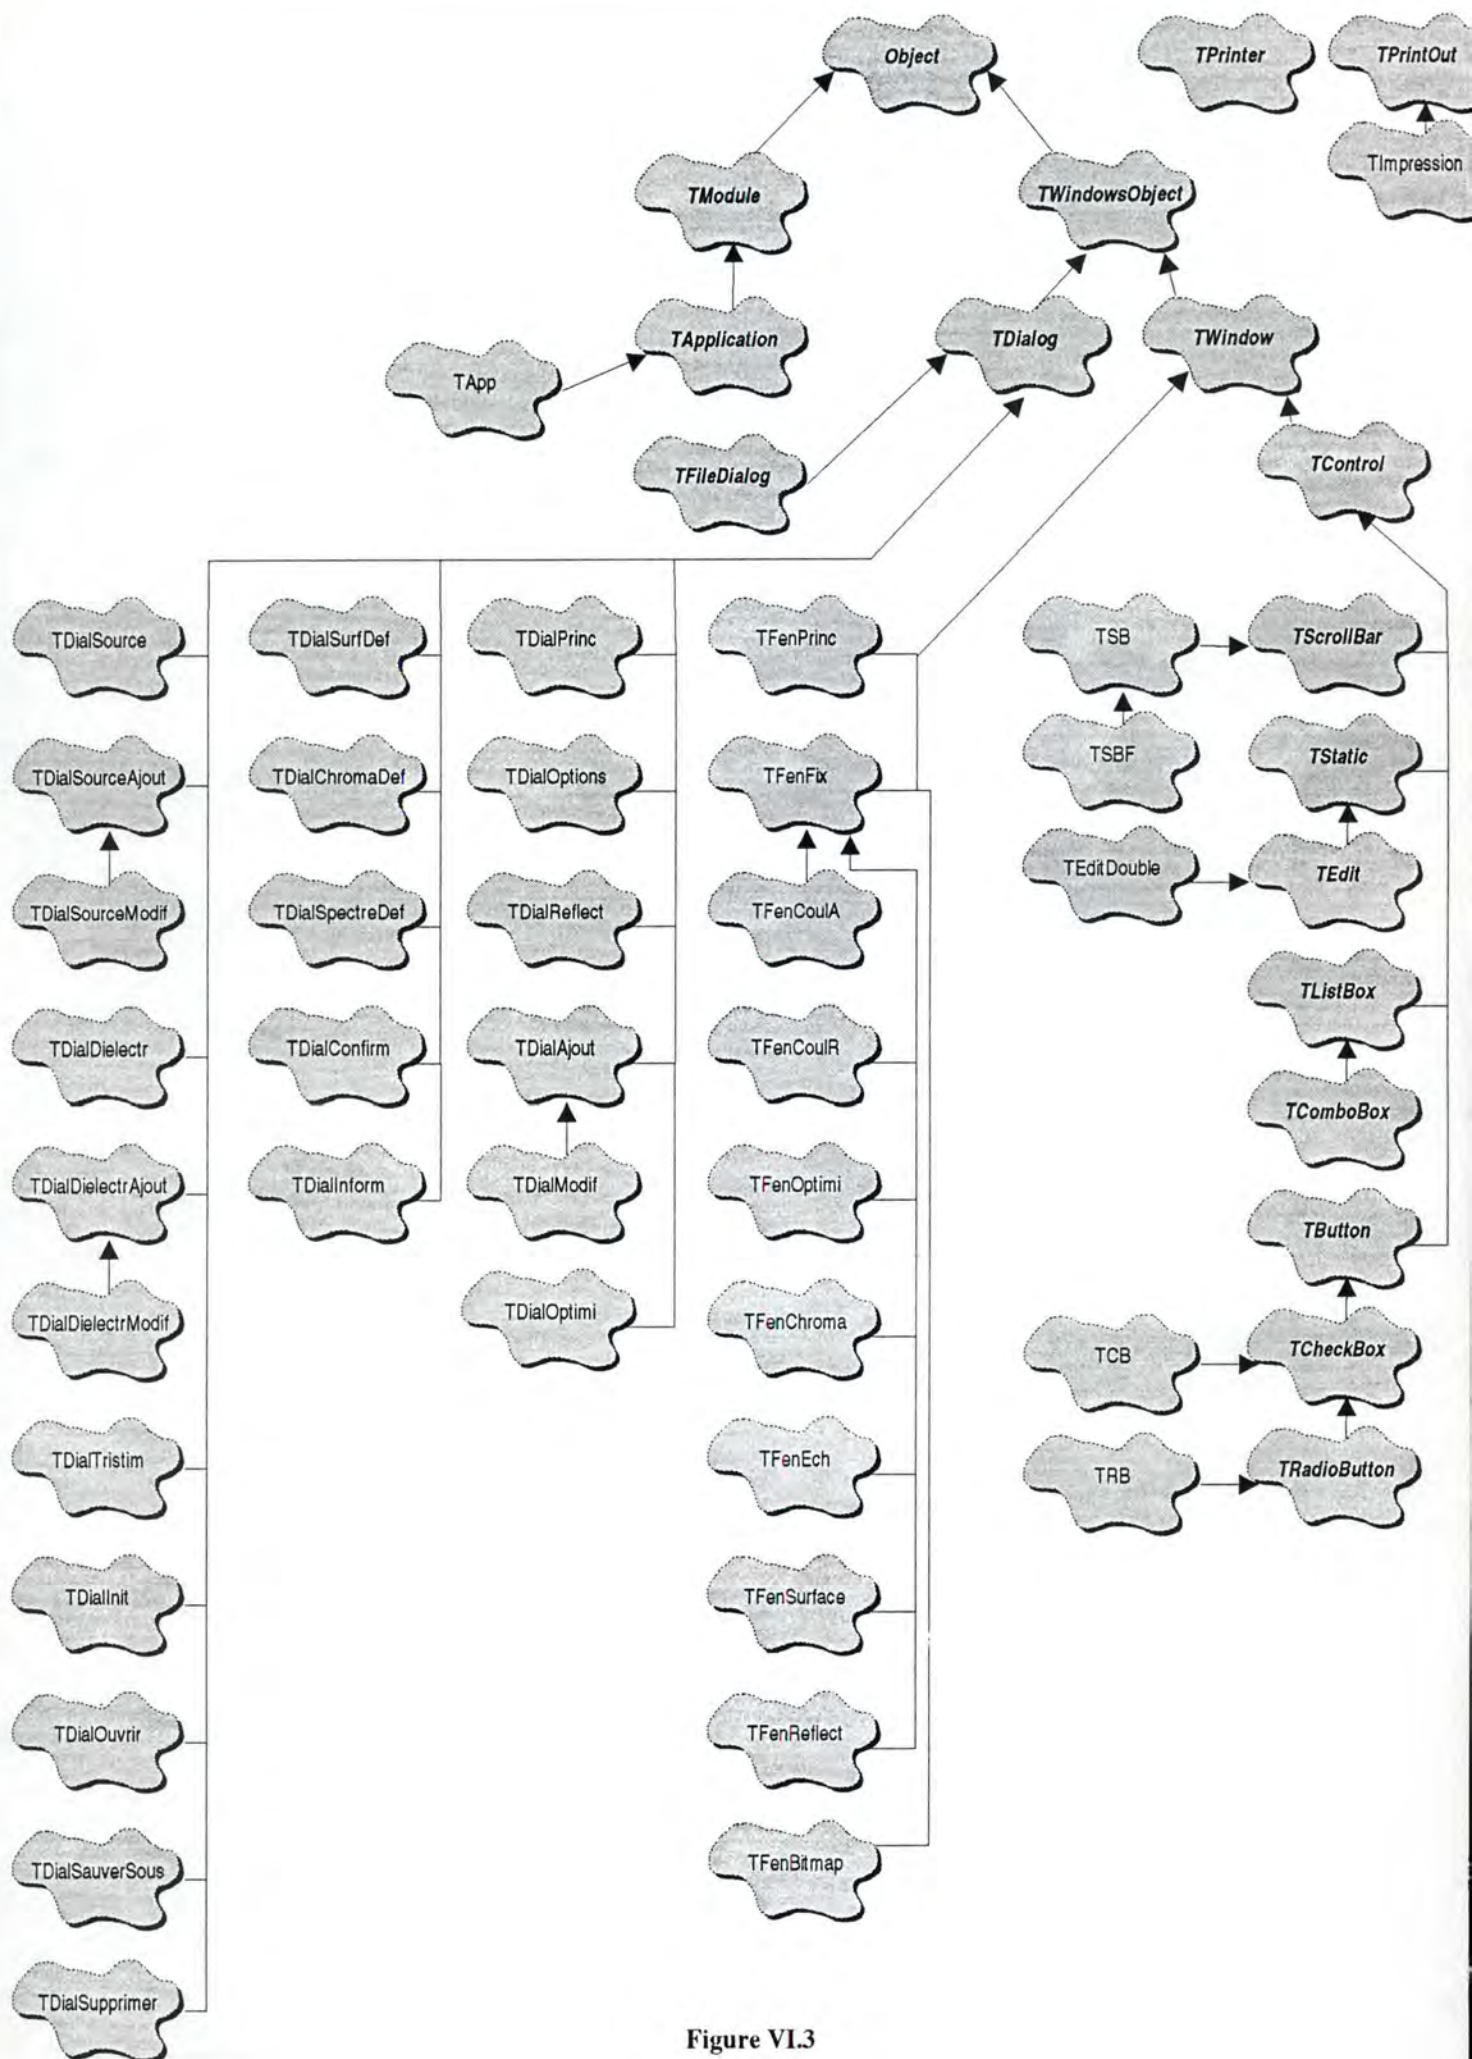 Object
TPrinter
TPrintOut
TImpression
TModule
TWindowsObject
TApplication
TDialog
TWindow
TApp
TFileDialog
TControl
TDialSource
TDialSurfDef
TDialPrinc
TFenPrinc
TSB
TScrollBar
TDialSourceAjout
TDialChromaDef
TDialOptions
TFenFix
TSBF
TStatic
TDialSourceModif
TDialSpectreDef
TDialReflect
TFenCoulA
TEditDouble
TEdit
TDialDielectr
TDialConfirm
TDialAjout
TFenCoulR
TListBox
TComboBox
TDialDielectrAjout
TDialInform
TDialModif
TFenOptimi
TButton
TDialDielectrModif
TDialOptimi
TFenChroma
TCB
TCheckBox
TDialTristim
TFenEch
TRB
TRadioButton
TDialInit
TFenSurface
TDialOuvrir
TFenReflect
TDialSauverSous
TFenBitmap
TDialSupprimer
Figure VI.3